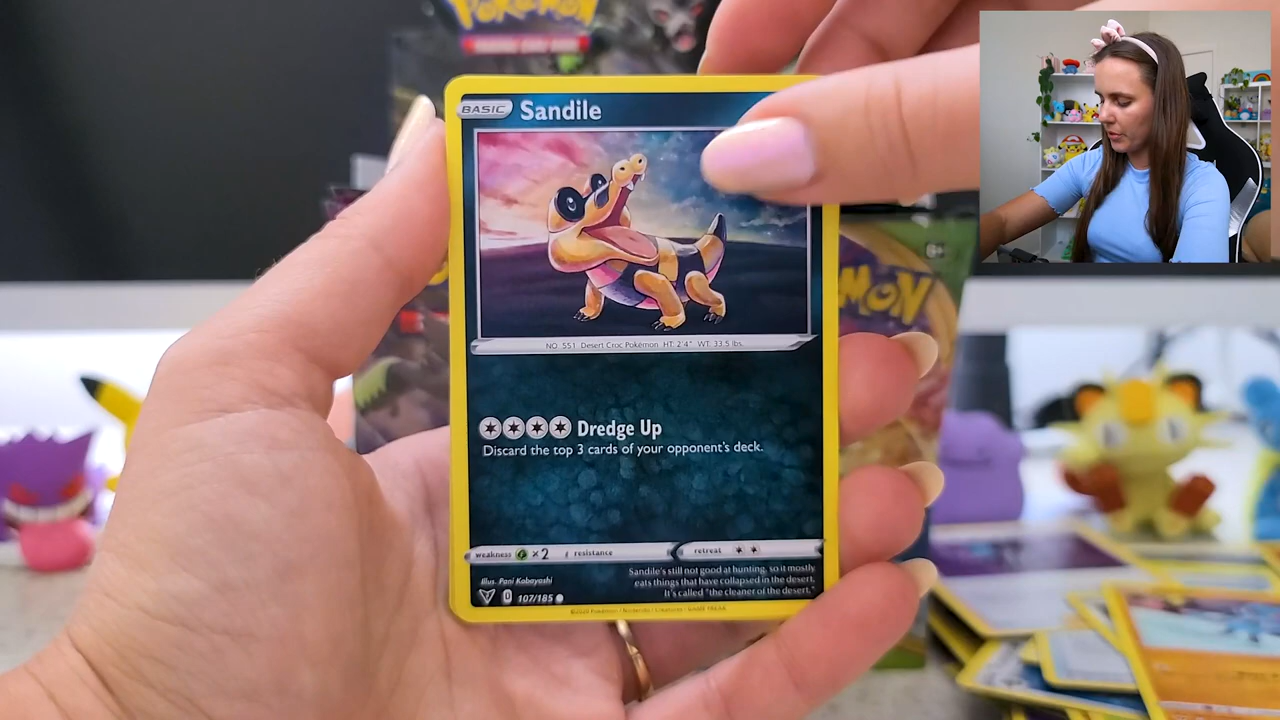 Pokémon
BASIC Sandile
6+
MON
NO. 551 Desert Croc Pokémon HT: 2'4" WT: 33.5 lbs.
Dredge Up
Discard the top 3 cards of your opponent's deck.
weakness ×2 resistance retreat
Sandile's still not good at hunting, so it mostly
eats things that have collapsed in the desert.
It's called "the cleaner of the desert."
Illus. Pani Kobayashi
107/185